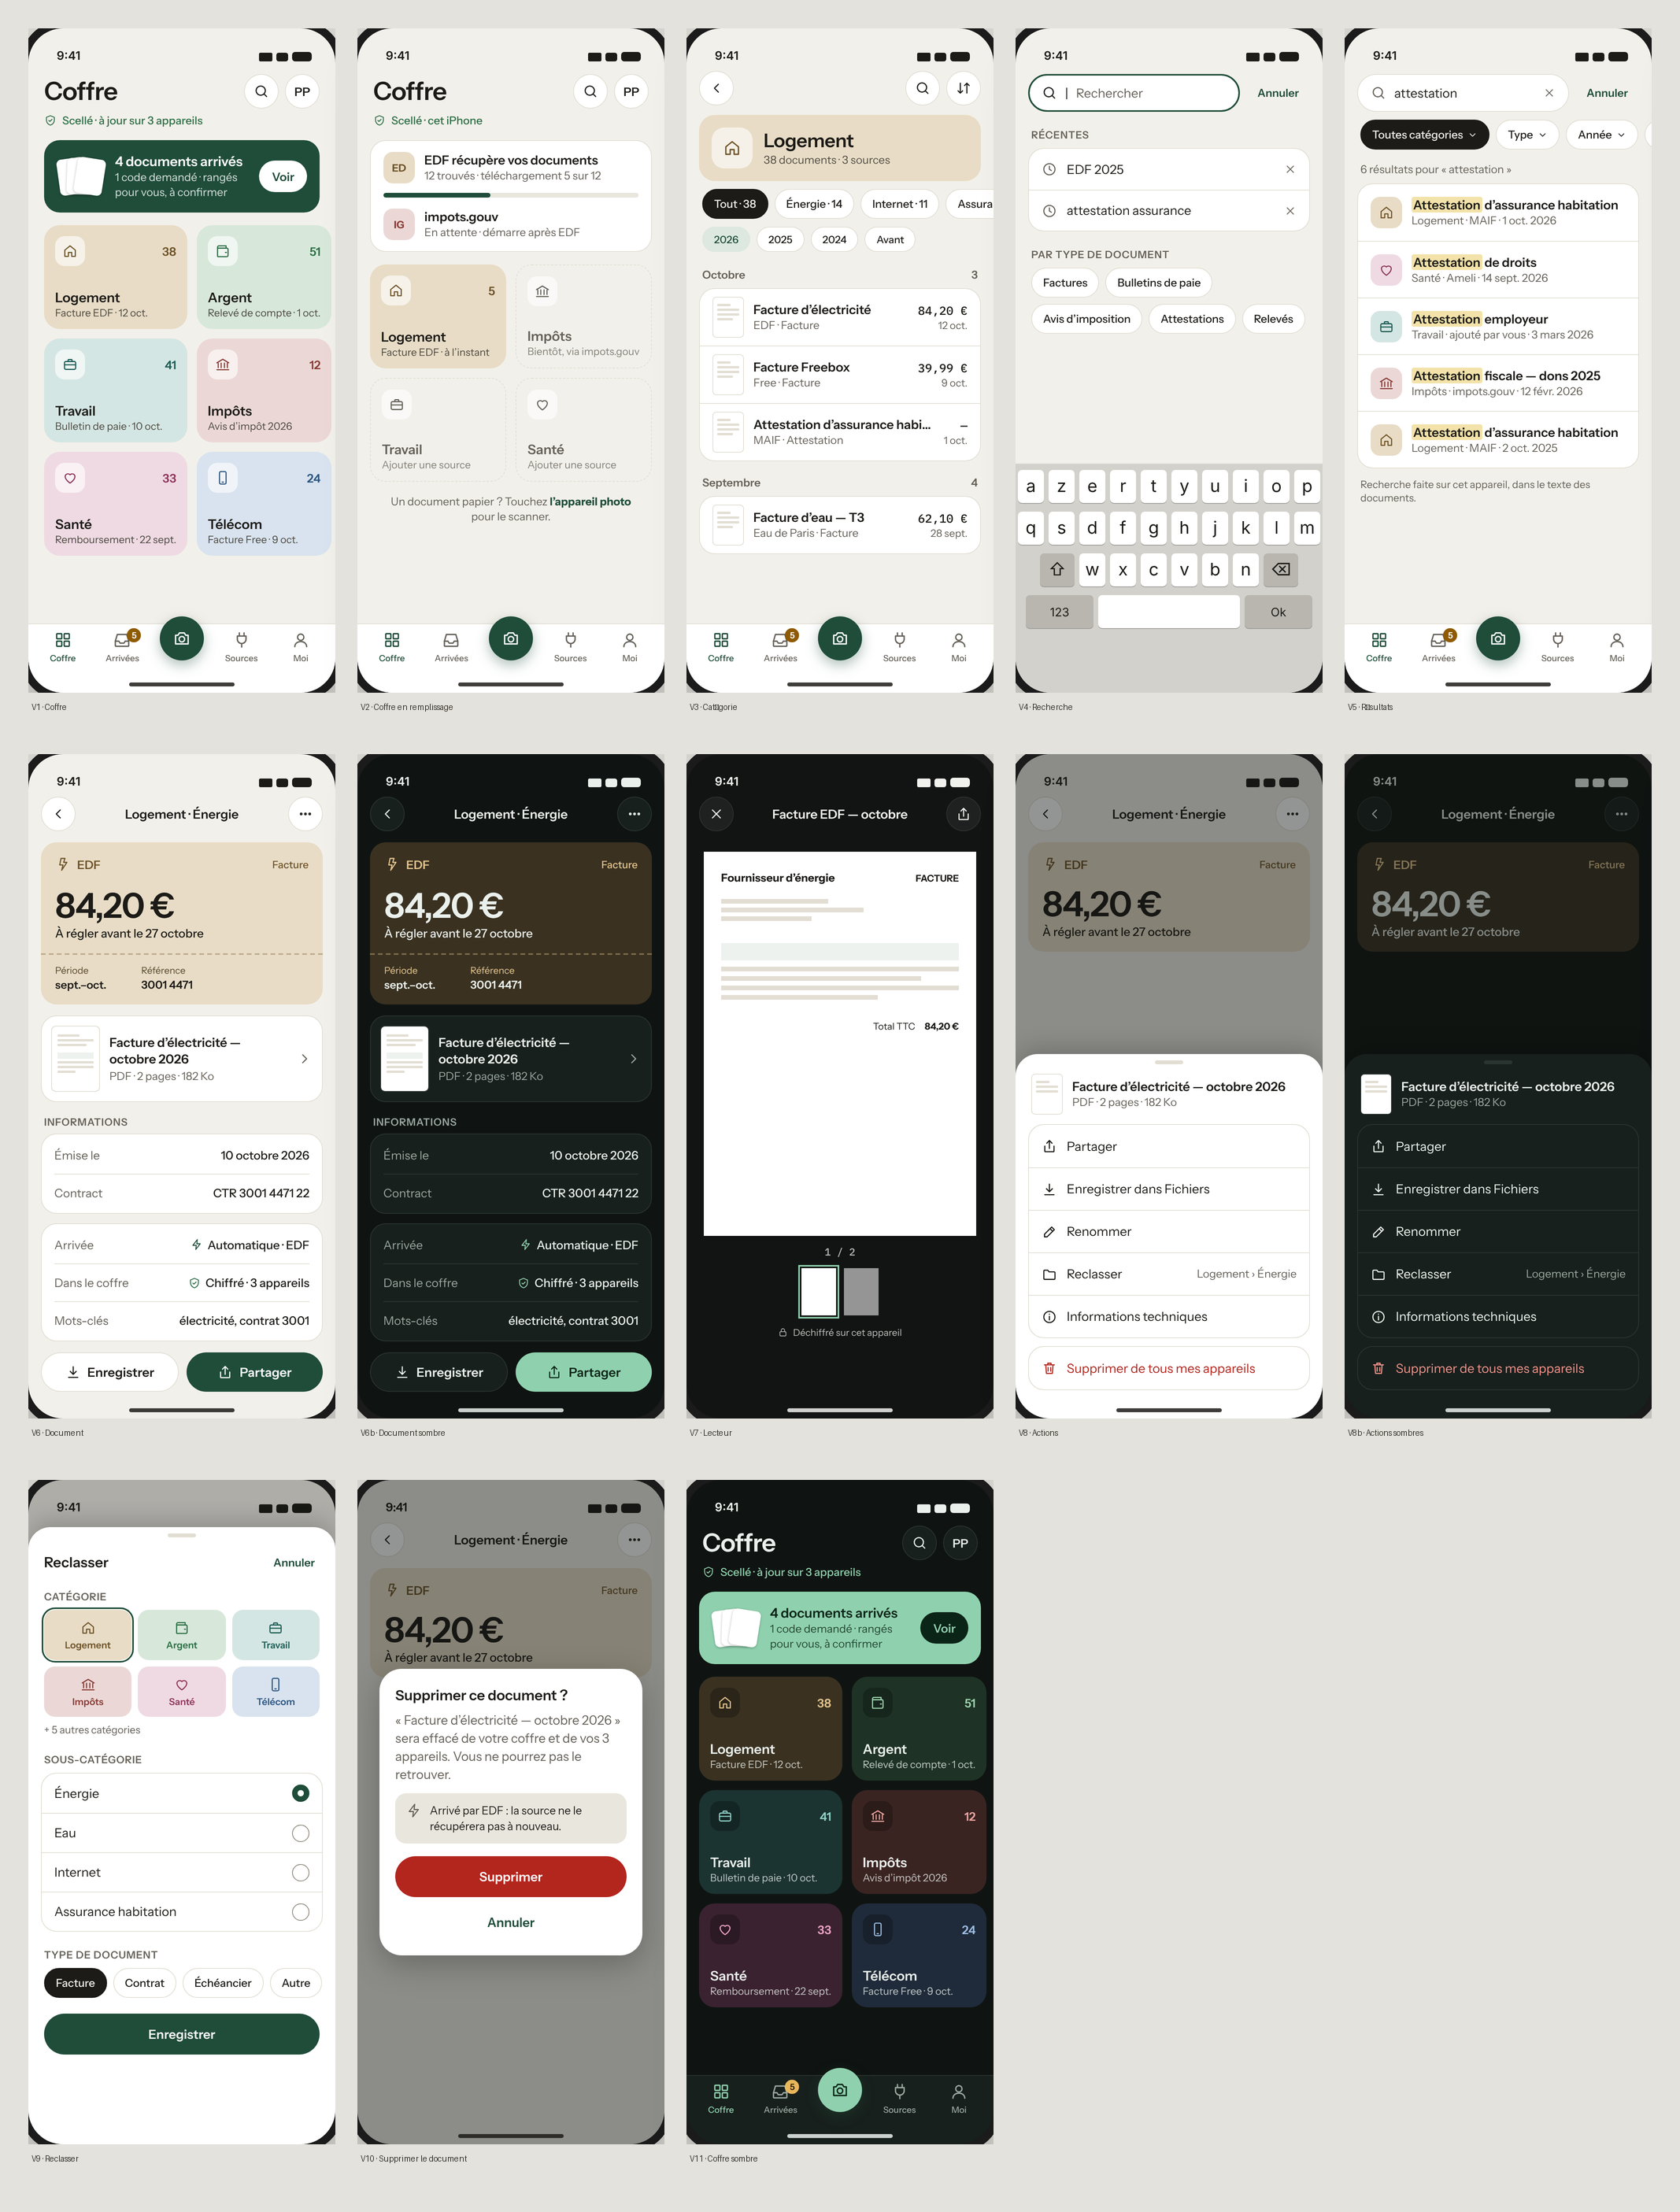 9:41
Coffre
PP
Scellé · à jour sur 3 appareils
4 documents arrivés
1 code demandé · rangés
pour vous, à confirmer
Voir
38
Logement
Facture EDF · 12 oct.
51
Argent
Relevé de compte · 1 oct.
41
Travail
Bulletin de paie · 10 oct.
12
Impôts
Avis d’impôt 2026
33
Santé
Remboursement · 22 sept.
24
Télécom
Facture Free · 9 oct.
Coffre
5
Arrivées
Sources
Moi
V1 · Coffre
9:41
Coffre
PP
Scellé · cet iPhone
ED
EDF récupère vos documents
12 trouvés · téléchargement 5 sur 12
IG
impots.gouv
En attente · démarre après EDF
5
Logement
Facture EDF · à l’instant
Impôts
Bientôt, via impots.gouv
Travail
Ajouter une source
Santé
Ajouter une source
Un document papier ? Touchez l’appareil photo
pour le scanner.
Coffre
Arrivées
Sources
Moi
V2 · Coffre en remplissage
9:41
Logement
38 documents · 3 sources
Tout · 38
Énergie · 14
Internet · 11
Assura
2026
2025
2024
Avant
Octobre
3
Facture d’électricité
84,20 €
EDF · Facture
12 oct.
Facture Freebox
39,99 €
Free · Facture
9 oct.
Attestation d’assurance habi...
–
MAIF · Attestation
1 oct.
Septembre
4
Facture d’eau — T3
62,10 €
Eau de Paris · Facture
28 sept.
Coffre
5
Arrivées
Sources
Moi
V3 ·
9:41
Rechercher
Annuler
RÉCENTES
EDF 2025
attestation assurance
PAR TYPE DE DOCUMENT
Factures
Bulletins de paie
Avis d’imposition
Attestations
Relevés
a z e r t y u i o p
q s d f g h j k l m
w x c v b n
123
Ok
V4 · Recherche
9:41
attestation
Annuler
Toutes catégories
Type
Année
6 résultats pour « attestation »
Attestation d’assurance habitation
Logement · MAIF · 1 oct. 2026
Attestation de droits
Santé · Ameli · 14 sept. 2026
Attestation employeur
Travail · ajouté par vous · 3 mars 2026
Attestation fiscale — dons 2025
Impôts · impots.gouv · 12 févr. 2026
Attestation d’assurance habitation
Logement · MAIF · 2 oct. 2025
Recherche faite sur cet appareil, dans le texte des
documents.
Coffre
5
Arrivées
Sources
Moi
V5 ·
9:41
Logement · Énergie
EDF
Facture
84,20 €
À régler avant le 27 octobre
Période
Référence
sept.–oct.
3001 4471
Facture d’électricité —
octobre 2026
PDF · 2 pages · 182 Ko
INFORMATIONS
Émise le
10 octobre 2026
Contract
CTR 3001 4471 22
Arrivée
Automatique · EDF
Dans le coffre
Chiffré · 3 appareils
Mots-clés
électricité, contrat 3001
Enregistrer
Partager
V6 · Document
9:41
Logement · Énergie
EDF
Facture
84,20 €
À régler avant le 27 octobre
Période
Référence
sept.–oct.
3001 4471
Facture d’électricité —
octobre 2026
PDF · 2 pages · 182 Ko
INFORMATIONS
Émise le
10 octobre 2026
Contract
CTR 3001 4471 22
Arrivée
Automatique · EDF
Dans le coffre
Chiffré · 3 appareils
Mots-clés
électricité, contrat 3001
Enregistrer
Partager
V6b · Document sombre
9:41
Facture EDF — octobre
Fournisseur d’énergie
FACTURE
Total TTC
84,20 €
1 / 2
Déchiffré sur cet appareil
V7 · Lecteur
9:41
Logement · Énergie
EDF
Facture
84,20 €
À régler avant le 27 octobre
Facture d’électricité — octobre 2026
PDF · 2 pages · 182 Ko
Partager
Enregistrer dans Fichiers
Renommer
Reclasser
Logement › Énergie
Informations techniques
Supprimer de tous mes appareils
V8 · Actions
9:41
Logement · Énergie
EDF
Facture
84,20 €
À régler avant le 27 octobre
Facture d’électricité — octobre 2026
PDF · 2 pages · 182 Ko
Partager
Enregistrer dans Fichiers
Renommer
Reclasser
Logement › Énergie
Informations techniques
Supprimer de tous mes appareils
V8b · Actions sombres
9:41
Reclasser
Annuler
CATÉGORIE
Logement
Argent
Travail
Impôts
Santé
Télécom
+ 5 autres catégories
SOUS-CATÉGORIE
Énergie
Eau
Internet
Assurance habitation
TYPE DE DOCUMENT
Facture
Contrat
Échéancier
Autre
Enregistrer
V9 · Reclasser
9:41
Logement · Énergie
EDF
Facture
84,20 €
À régler avant le 27 octobre
Supprimer ce document ?
« Facture d’électricité — octobre 2026 »
sera effacé de votre coffre et de vos 3
appareils. Vous ne pourrez pas le
retrouver.
Arrivé par EDF : la source ne le
récupérera pas à nouveau.
Supprimer
Annuler
V10 · Supprimer le document
9:41
Coffre
PP
Scellé · à jour sur 3 appareils
4 documents arrivés
1 code demandé · rangés
pour vous, à confirmer
Voir
38
Logement
Facture EDF · 12 oct.
51
Argent
Relevé de compte · 1 oct.
41
Travail
Bulletin de paie · 10 oct.
12
Impôts
Avis d’impôt 2026
33
Santé
Remboursement · 22 sept.
24
Télécom
Facture Free · 9 oct.
Coffre
5
Arrivées
Sources
Moi
V11 · Coffre sombre